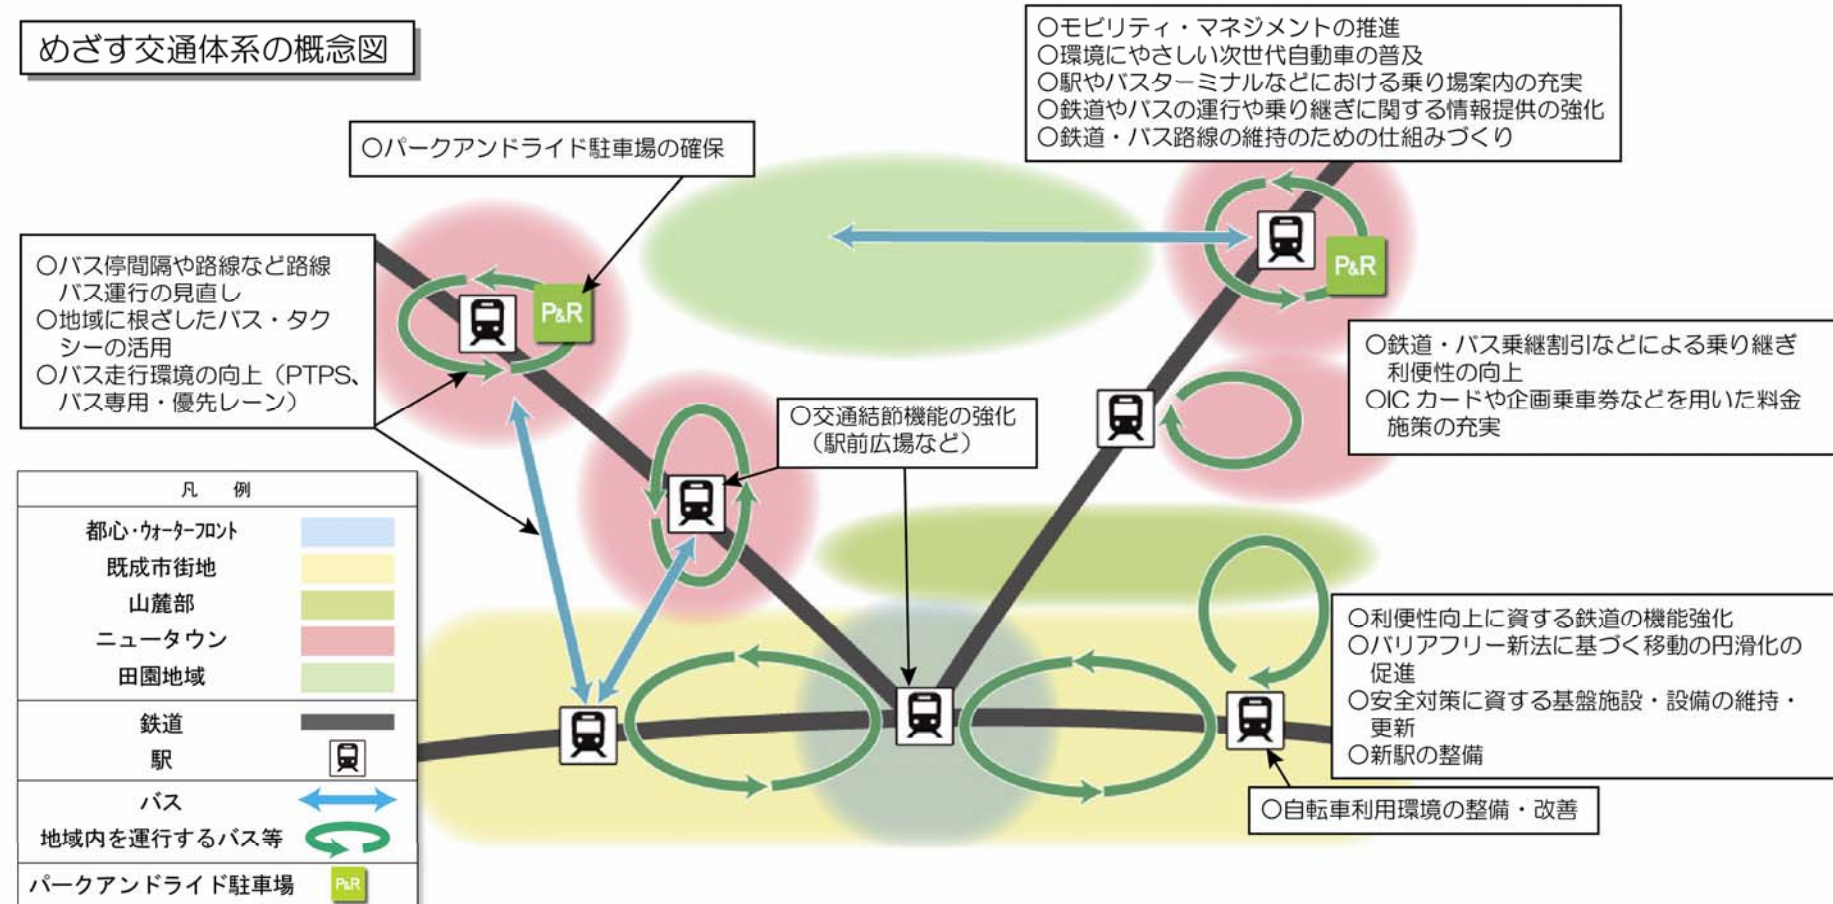 めざす交通体系の概念図
○モビリティ・マネジメントの推進
○環境にやさしい次世代自動車の普及
○駅やバスターミナルなどにおける乗り場案内の充実
○鉄道やバスの運行や乗り継ぎに関する情報提供の強化
○鉄道・バス路線の維持のための仕組みづくり
○パークアンドライド駐車場の確保
○バス停間隔や路線など路線
バス運行の見直し
○地域に根ざしたバス・タク
シーの活用
○バス走行環境の向上（PTPS、
バス専用・優先レーン）
P&R
P&R
○鉄道・バス乗継割引などによる乗り継ぎ
利便性の向上
○ICカードや企画乗車券などを用いた料金
施策の充実
○交通結節機能の強化
（駅前広場など）
凡 例
都心・ウォーターフロント
既成市街地
山麓部
ニュータウン
田園地域
鉄道
駅
バス
地域内を運行するバス等
パークアンドライド駐車場
P&R
○利便性向上に資する鉄道の機能強化
○バリアフリー新法に基づく移動の円滑化の
促進
○安全対策に資する基盤施設・設備の維持・
更新
○新駅の整備
○自転車利用環境の整備・改善